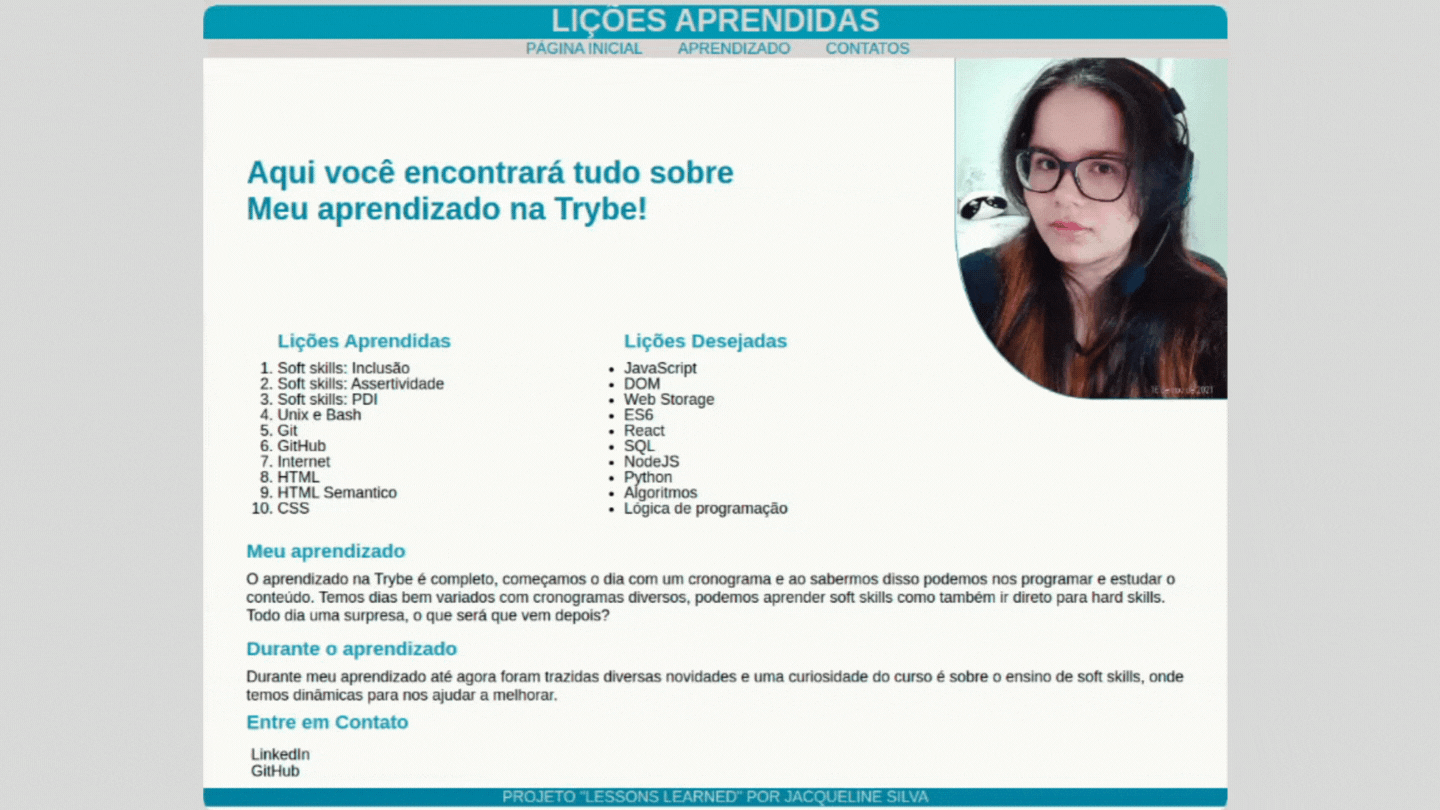 LIÇÕES APRENDIDAS
PÁGINA INICIAL APRENDIZADO CONTATOS
Aqui você encontrará tudo sobre
Meu aprendizado na Trybe!
Lições Aprendidas
1. Soft skills: Inclusão
2. Soft skills: Assertividade
3. Soft skills: PDI
4. Unix e Bash
5. Git
6. GitHub
7. Internet
8. HTML
9. HTML Semantico
10. CSS
Lições Desejadas
• JavaScript
• DOM
• Web Storage
• ES6
• React
• SQL
• NodeJS
• Python
• Algoritmos
• Lógica de programação
Meu aprendizado
O aprendizado na Trybe é completo, começamos o dia com um cronograma e ao sabermos disso podemos nos programar e estudar o
conteúdo. Temos dias bem variados com cronogramas diversos, podemos aprender soft skills como também ir direto para hard skills.
Todo dia uma surpresa, o que será que vem depois?
Durante o aprendizado
Durante meu aprendizado até agora foram trazidas diversas novidades e uma curiosidade do curso é sobre o ensino de soft skills, onde
temos dinâmicas para nos ajudar a melhorar.
Entre em Contato
LinkedIn
GitHub
PROJETO "LESSONS LEARNED" POR JACQUELINE SILVA